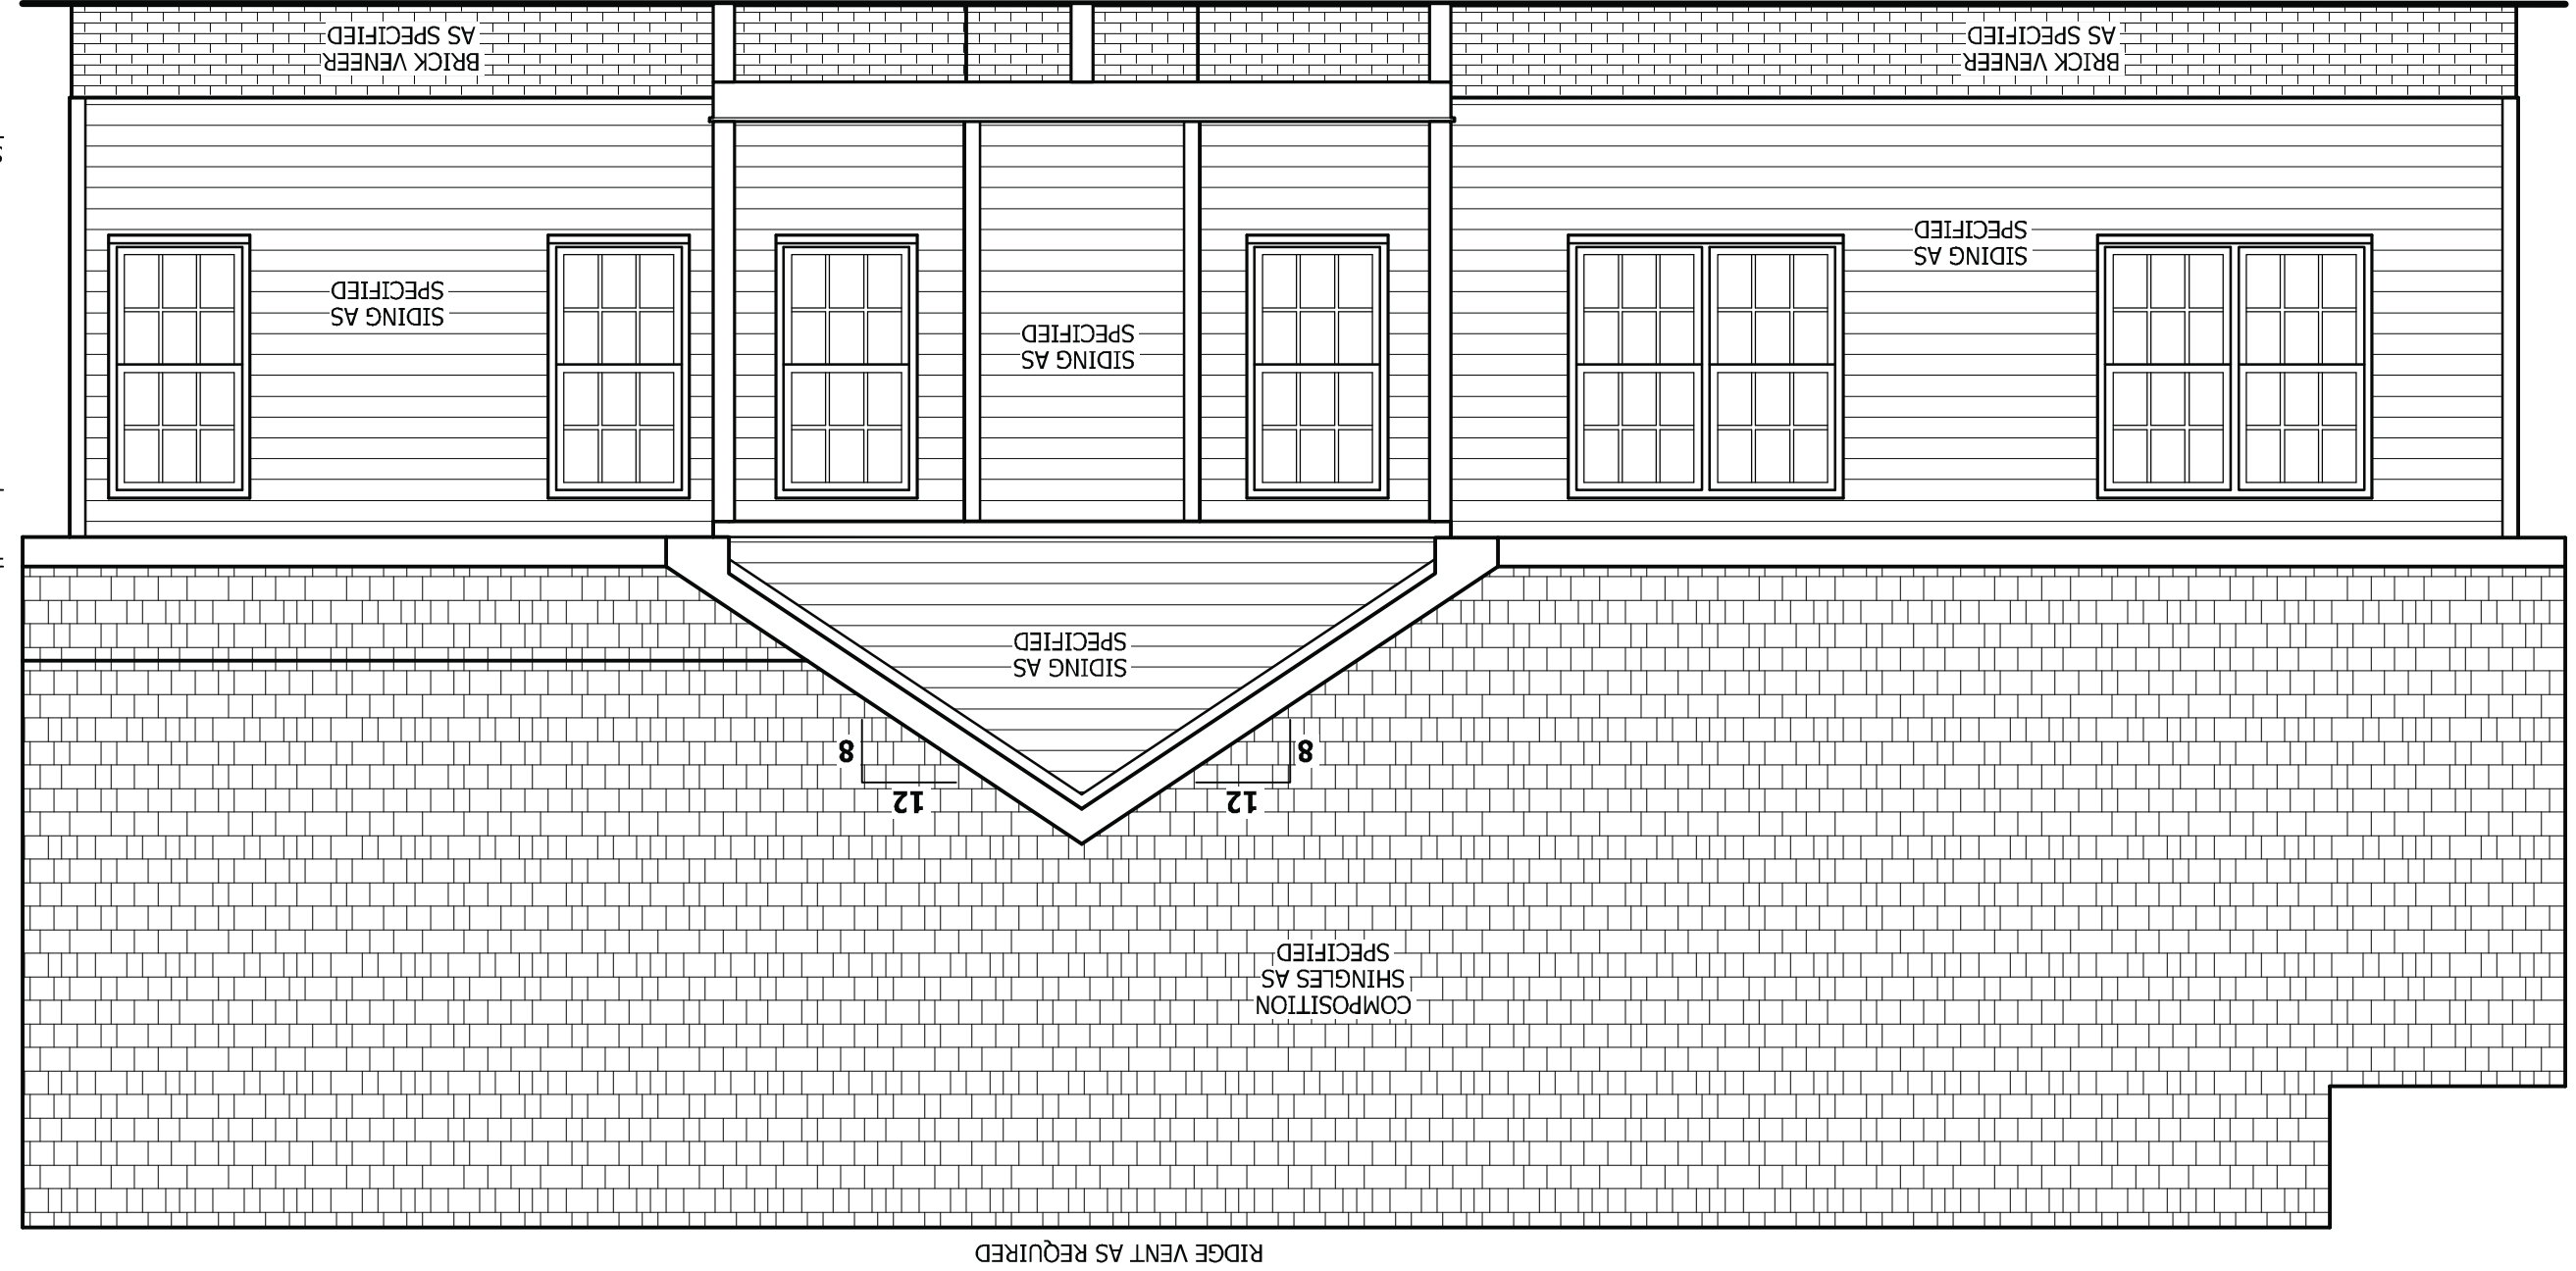 RIDGE VENT AS REQUIRED
COMPOSITION
SHINGLES AS
SPECIFIED
12
8
12
8
SIDING AS
SPECIFIED
SIDING AS
SPECIFIED
SIDING AS
SPECIFIED
SIDING AS
SPECIFIED
BRICK VENEER
AS SPECIFIED
BRICK VENEER
AS SPECIFIED